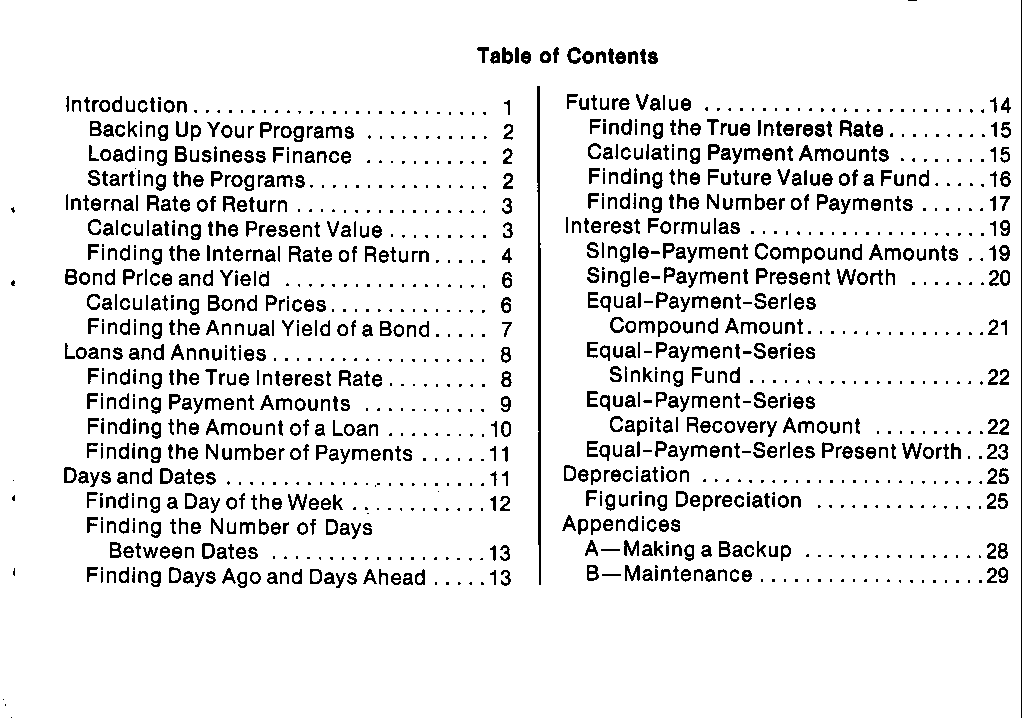 Table of Contents
Introduction.......................... 1
Backing Up Your Programs ........... 2
Loading Business Finance ........... 2
Starting the Programs................ 2
Internal Rate of Return ................. 3
Calculating the Present Value ......... 3
Finding the Internal Rate of Return..... 4
Bond Price and Yield .................. 6
Calculating Bond Prices.............. 6
Finding the Annual Yield of a Bond..... 7
Loans and Annuities................... 8
Finding the True Interest Rate......... 8
Finding Payment Amounts ........... 9
Finding the Amount of a Loan .........10
Finding the Number of Payments ......11
Days and Dates .......................11
Finding a Day of the Week ............12
Finding the Number of Days
Between Dates ...................13
Finding Days Ago and Days Ahead .....13
Future Value .........................14
Finding the True Interest Rate.........15
Calculating Payment Amounts ........15
Finding the Future Value of a Fund.....16
Finding the Number of Payments ......17
Interest Formulas .....................19
Single-Payment Compound Amounts ..19
Single-Payment Present Worth .......20
Equal-Payment-Series
Compound Amount................21
Equal-Payment-Series
Sinking Fund .....................22
Equal-Payment-Series
Capital Recovery Amount ..........22
Equal-Payment-Series Present Worth..23
Depreciation .........................25
Figuring Depreciation ...............25
Appendices
A—Making a Backup ................28
B—Maintenance....................29